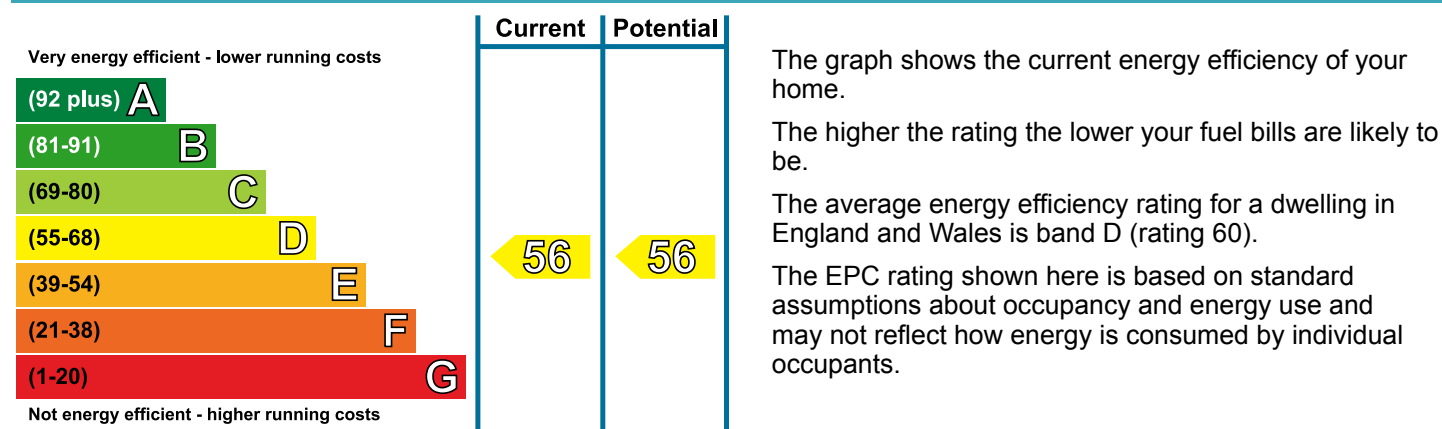 Current Potential
Very energy efficient - lower running costs
(92 plus) A
(81-91) B
(69-80) C
(55-68) D
(39-54) E
(21-38) F
(1-20) G
Not energy efficient - higher running costs
56 56
The graph shows the current energy efficiency of your
home.
The higher the rating the lower your fuel bills are likely to
be.
The average energy efficiency rating for a dwelling in
England and Wales is band D (rating 60).
The EPC rating shown here is based on standard
assumptions about occupancy and energy use and
may not reflect how energy is consumed by individual
occupants.